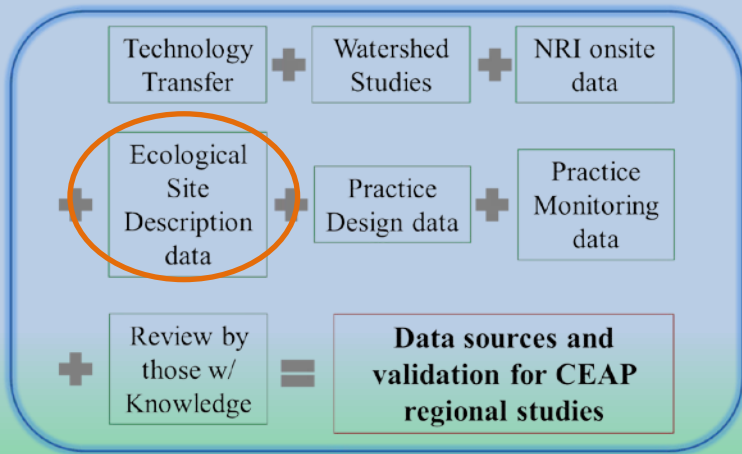 Technology
Transfer
Watershed
Studies
NRI onsite
data
Ecological
Site
Description
data
Practice
Design data
Practice
Monitoring
data
Review by
those w/
Knowledge
Data sources and
validation for CEAP
regional studies